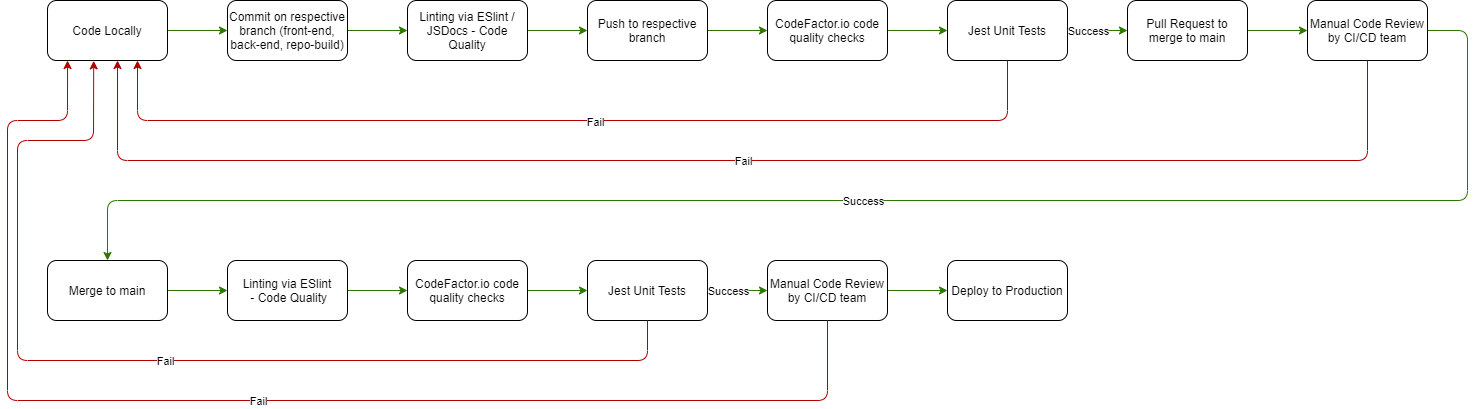 Code Locally
Commit on respective
branch (front-end,
back-end, repo-build)
Linting via ESlint /
JSDocs - Code
Quality
Push to respective
branch
CodeFactor.io code
quality checks
Jest Unit Tests
Success
Pull Request to
merge to main
Manual Code Review
by CI/CD team
Fail
Fail
Success
Merge to main
Linting via ESlint
- Code Quality
CodeFactor.io code
quality checks
Jest Unit Tests
Success
Manual Code Review
by CI/CD team
Deploy to Production
Fail
Fail